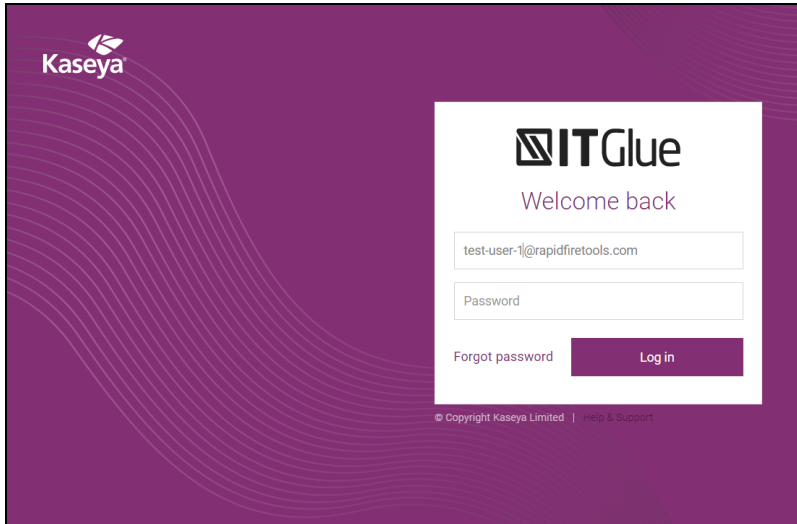 Kaseya
ITGlue
Welcome back
test-user-1@rapidfiretools.com
Password
Forgot password
Log in
© Copyright Kaseya Limited | Help & Support